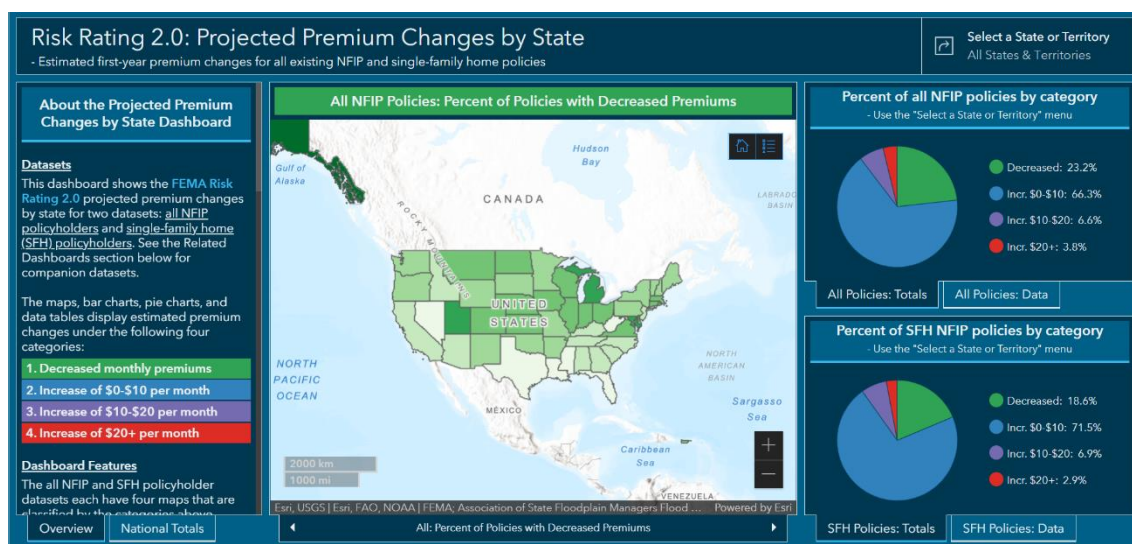 Risk Rating 2.0: Projected Premium Changes by State
- Estimated first-year premium changes for all existing NFIP and single-family home policies
Select a State or Territory
All States & Territories
About the Projected Premium
Changes by State Dashboard
Datasets
This dashboard shows the FEMA Risk
Rating 2.0 projected premium changes
by state for two datasets: all NFIP
policyholders and single-family home
(SFH) policyholders. See the Related
Dashboards section below for
companion datasets.
The maps, bar charts, pie charts, and
data tables display estimated premium
changes under the following four
categories:
1. Decreased monthly premiums
2. Increase of $0-$10 per month
3. Increase of $10-$20 per month
4. Increase of $20+ per month
Dashboard Features
The all NFIP and SFH policyholder
datasets each have four maps that are
classified by the categories above
Overview
National Totals
All NFIP Policies: Percent of Policies with Decreased Premiums
Gulf of
Alaska
Hudson
Bay
CANADA
LABRADO
BASIN
ROCKY MOUNTAINS
UNITED
STATES
NORTH
PACIFIC
OCEAN
NORTH
AMERICAN
BASIN
Sargasso
Sea
MÉXICO
Caribbean
Sea
VENEZUELA
2000 km
1000 mi
+
−
Esri, USGS | Esri, FAO, NOAA | FEMA; Association of State Floodplain Managers Flood ...
Powered by Esri
All: Percent of Policies with Decreased Premiums
Percent of all NFIP policies by category
- Use the "Select a State or Territory" menu
Decreased: 23.2%
Incr. $0-$10: 66.3%
Incr. $10-$20: 6.6%
Incr. $20+: 3.8%
All Policies: Totals
All Policies: Data
Percent of SFH NFIP policies by category
- Use the "Select a State or Territory" menu
Decreased: 18.6%
Incr. $0-$10: 71.5%
Incr. $10-$20: 6.9%
Incr. $20+: 2.9%
SFH Policies: Totals
SFH Policies: Data